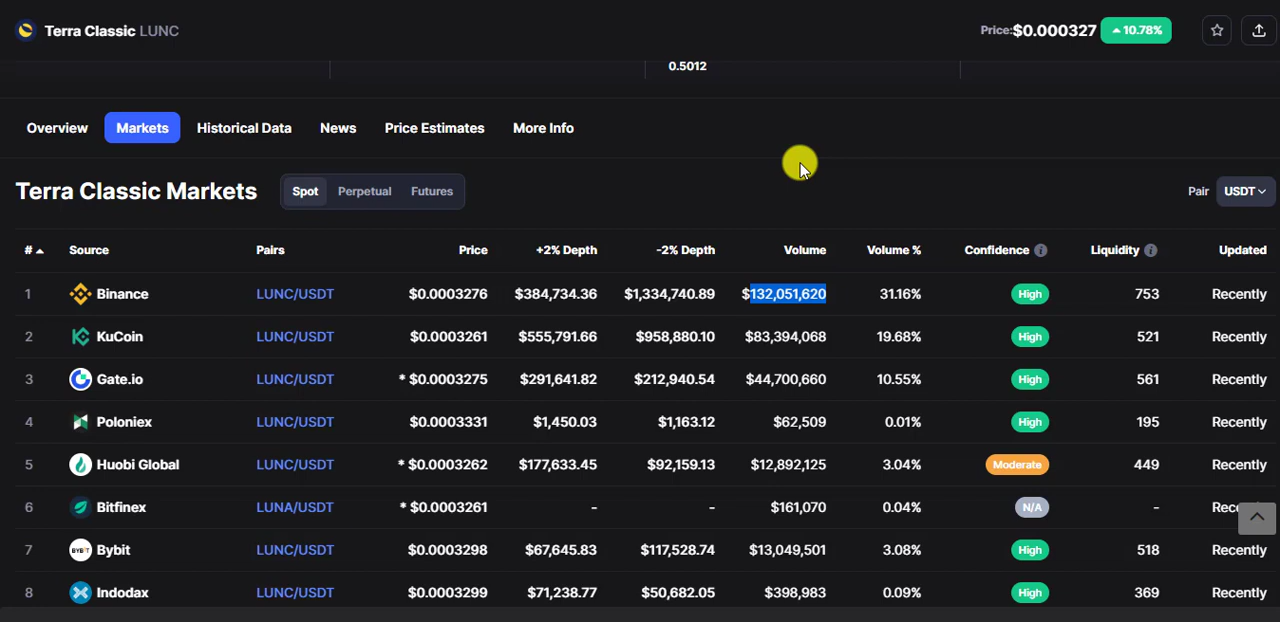 Terra Classic LUNC Price:$0.000327 10.78%
0.5012
Overview Markets Historical Data News Price Estimates More Info
Terra Classic Markets Spot Perpetual Futures Pair USDT
# Source Pairs Price +2% Depth -2% Depth Volume Volume % Confidence Liquidity Updated
1 Binance LUNC/USDT $0.0003276 $384,734.36 $1,334,740.89 $132,051,620 31.16% High 753 Recently
2 KuCoin LUNC/USDT $0.0003261 $555,791.66 $958,880.10 $83,394,068 19.68% High 521 Recently
3 Gate.io LUNC/USDT * $0.0003275 $291,641.82 $212,940.54 $44,700,660 10.55% High 561 Recently
4 Poloniex LUNC/USDT $0.0003331 $1,450.03 $1,163.12 $62,509 0.01% High 195 Recently
5 Huobi Global LUNC/USDT * $0.0003262 $177,633.45 $92,159.13 $12,892,125 3.04% Moderate 449 Recently
6 Bitfinex LUNA/USDT * $0.0003261 - - $161,070 0.04% N/A - Rec
7 BYBIT Bybit LUNC/USDT $0.0003298 $67,645.83 $117,528.74 $13,049,501 3.08% High 518 Recently
8 Indodax LUNC/USDT $0.0003299 $71,238.77 $50,682.05 $398,983 0.09% High 369 Recently